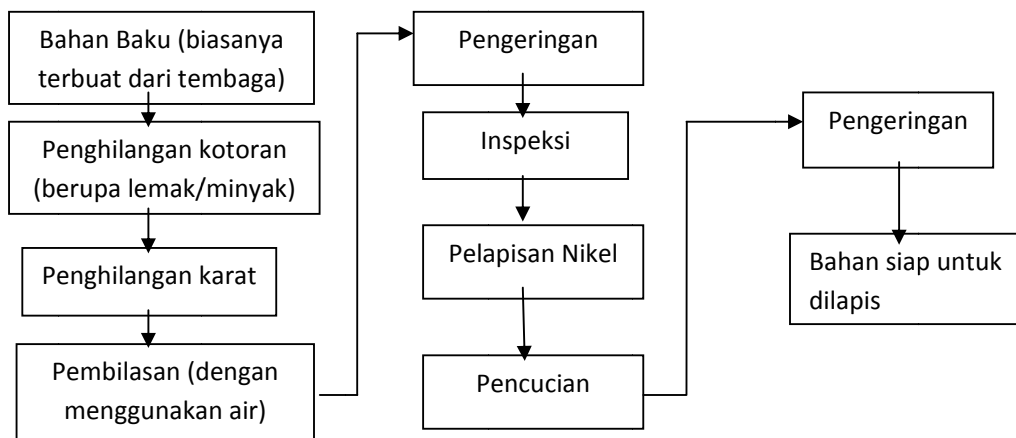 Bahan Baku (biasanya
terbuat dari tembaga)
Penghilangan kotoran
(berupa lemak/minyak)
Penghilangan karat
Pembilasan (dengan
menggunakan air)
Pengeringan
Inspeksi
Pelapisan Nikel
Pencucian
Pengeringan
Bahan siap untuk
dilapis